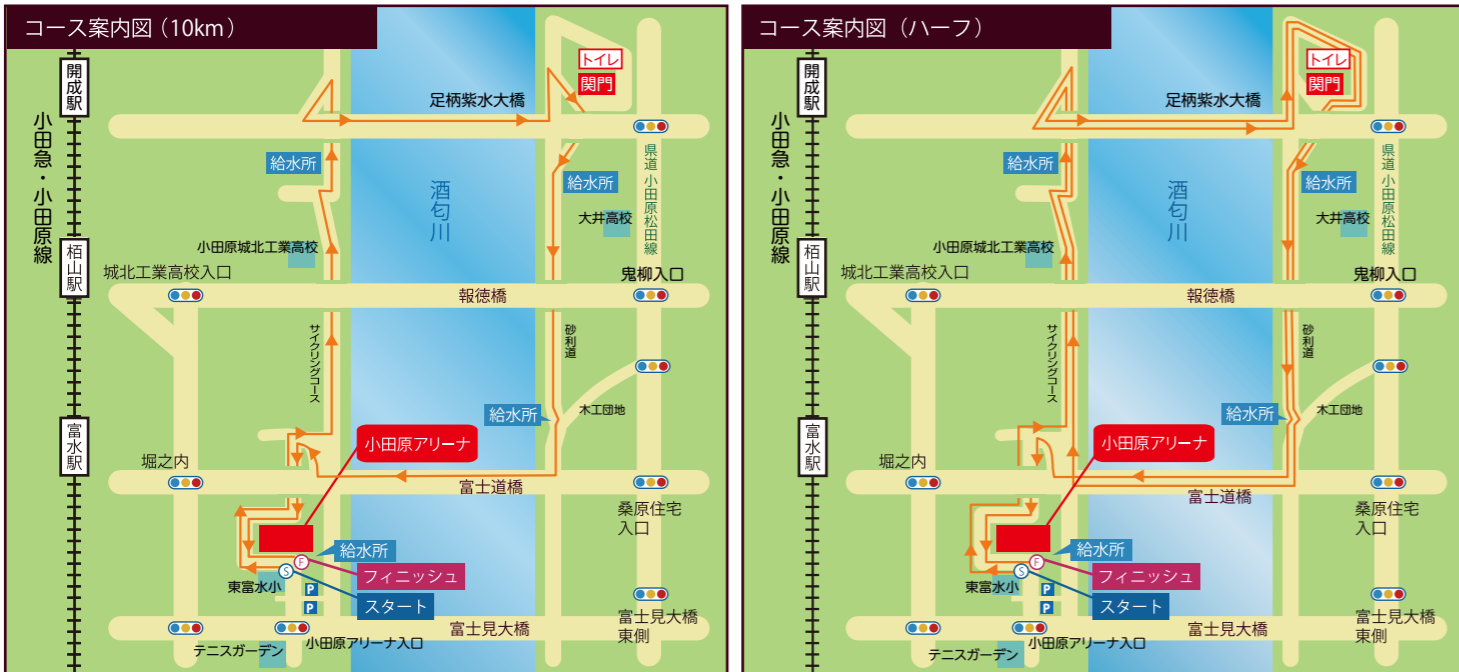 コース案内図（10km）
トイレ
関門
開成駅
足柄紫水大橋
小田急・小田原線
給水所
県道 小田原松田線
給水所
酒匂川
大井高校
小田原城北工業高校
栢山駅
城北工業高校入口
鬼柳入口
報徳橋
サイクリングコース
砂利道
給水所
木工団地
小田原アリーナ
富水駅
堀之内
富士道橋
桑原住宅
入口
給水所
F
フィニッシュ
S
東富水小
P
スタート
P
富士見大橋
東側
富士見大橋
小田原アリーナ入口
テニスガーデン
コース案内図（ハーフ）
トイレ
関門
開成駅
足柄紫水大橋
小田急・小田原線
給水所
県道 小田原松田線
給水所
酒匂川
大井高校
小田原城北工業高校
栢山駅
城北工業高校入口
鬼柳入口
報徳橋
サイクリングコース
砂利道
給水所
木工団地
小田原アリーナ
富水駅
堀之内
富士道橋
桑原住宅
入口
給水所
F
フィニッシュ
S
東富水小
P
スタート
P
富士見大橋
東側
富士見大橋
小田原アリーナ入口
テニスガーデン